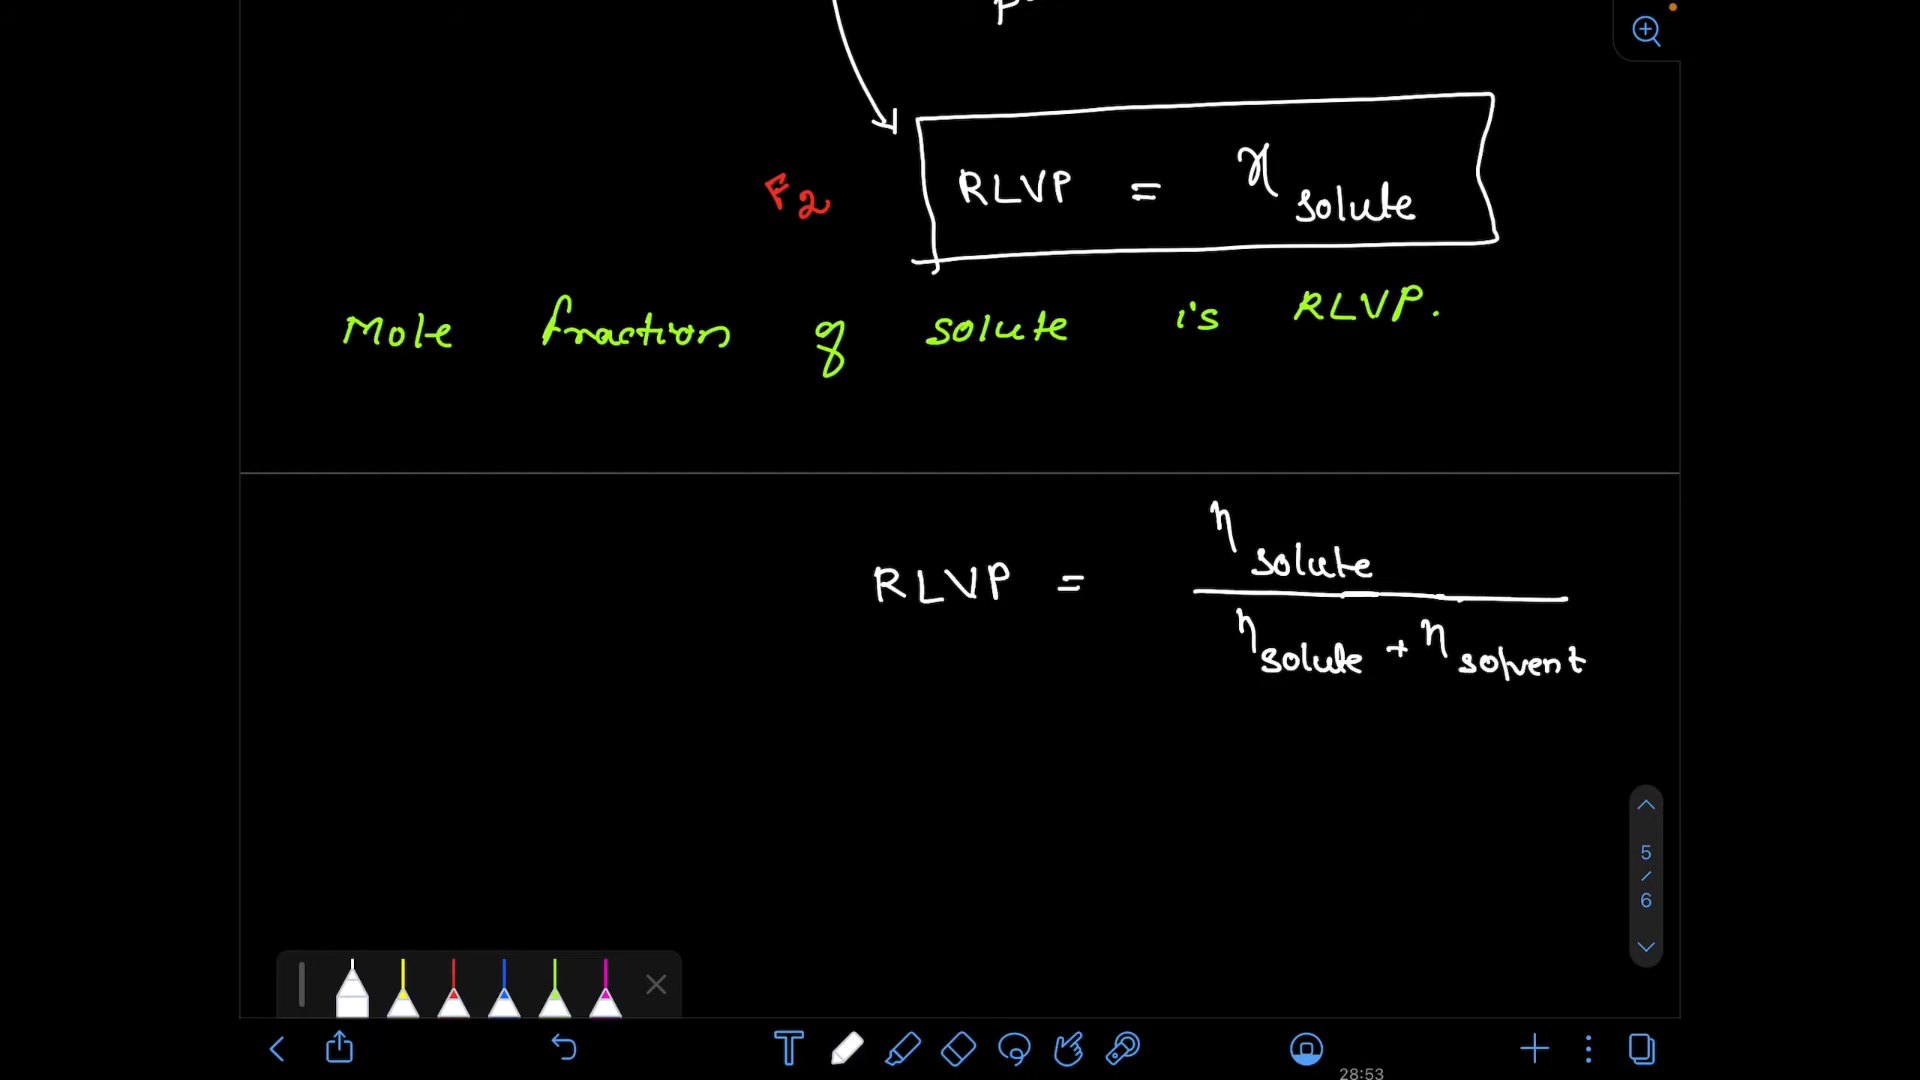 F2
RLVP = x solute
Mole fraction of solute is RLVP.
RLVP = n solute / n solute + n solvent
5
/
6
T
28:53